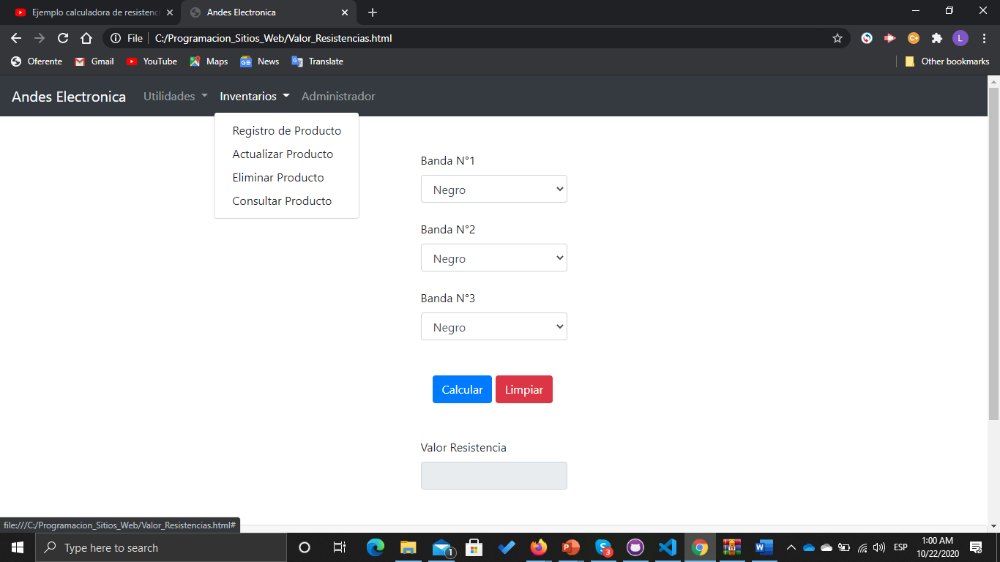 Ejemplo calculadora de resistenci
Andes Electronica
File
C:/Programacion_Sitios_Web/Valor_Resistencias.html
L
Oferente
Gmail
YouTube
Maps
News
Translate
Other bookmarks
Andes Electronica
Utilidades
Inventarios
Administrador
Registro de Producto
Actualizar Producto
Eliminar Producto
Consultar Producto
Banda N°1
Negro
Banda N°2
Negro
Banda N°3
Negro
Calcular
Limpiar
Valor Resistencia
file:///C:/Programacion_Sitios_Web/Valor_Resistencias.html#
Type here to search
1
3
ESP
1:00 AM
10/22/2020